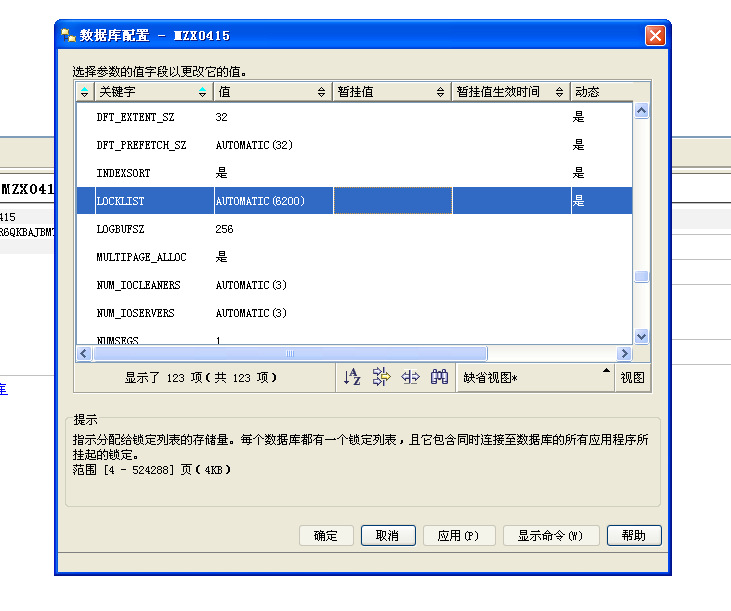 数据库配置 - MZX0415
选择参数的值字段以更改它的值。
关键字 值 暂挂值 暂挂值生效时间 动态
DFT_EXTENT_SZ 32 是
DFT_PREFETCH_SZ AUTOMATIC(32) 是
INDEXSORT 是 是
LOCKLIST AUTOMATIC(6200) 是
LOGBUFSZ 256
MULTIPAGE_ALLOC 是
NUM_IOCLEANERS AUTOMATIC(3)
NUM_IOSERVERS AUTOMATIC(3)
NUMSEGS 1
显示了 123 项(共 123 项) 缺省视图* 视图
提示
指示分配给锁定列表的存储量。每个数据库都有一个锁定列表，且它包含同时连接至数据库的所有应用程序所
挂起的锁定。
范围 [4 - 524288] 页(4KB)
确定 取消 应用(P) 显示命令(W) 帮助
MZX041
415
库